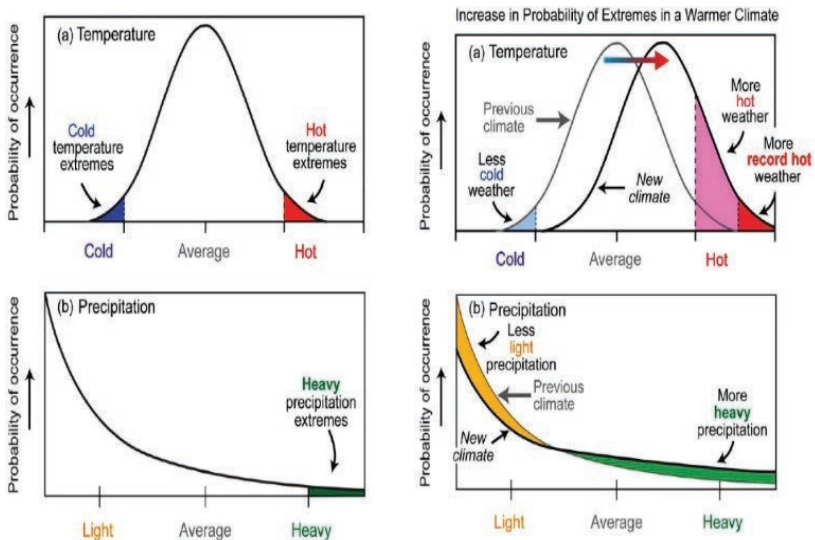 (a) Temperature
Probability of occurrence
Cold
temperature
extremes
Hot
temperature
extremes
Cold
Average
Hot
(b) Precipitation
Probability of occurrence
Heavy
precipitation
extremes
Light
Average
Heavy
Increase in Probability of Extremes in a Warmer Climate
(a) Temperature
Probability of occurrence
Previous
climate
Less
cold
weather
New
climate
More
hot
weather
More
record hot
weather
Cold
Average
Hot
(b) Precipitation
Probability of occurrence
Less
light
precipitation
Previous
climate
New
climate
More
heavy
precipitation
Light
Average
Heavy